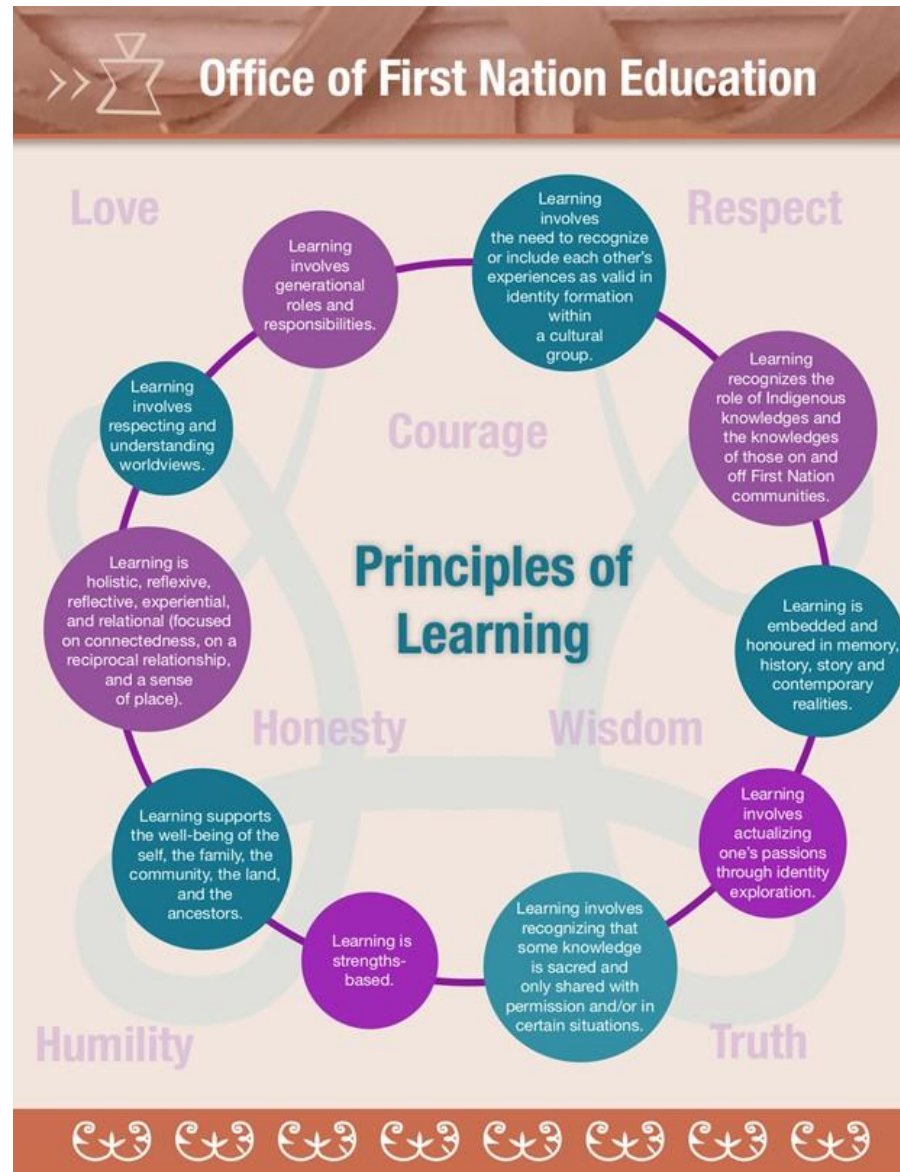 Office of First Nation Education
Love
Respect
Learning
involves
the need to recognize
or include each other's
experiences as valid in
identity formation
within
a cultural
group.
Learning
involves
generational
roles and
responsibilities.
Learning
recognizes the
role of Indigenous
knowledges and
the knowledges
of those on and
off First Nation
communities.
Learning
involves
respecting and
understanding
worldviews.
Courage
Principles of
Learning
Learning is
holistic, reflexive,
reflective, experiential,
and relational (focused
on connectedness, on a
reciprocal relationship,
and a sense
of place).
Learning is
embedded and
honoured in memory,
history, story and
contemporary
realities.
Honesty
Wisdom
Learning supports
the well-being of the
self, the family, the
community, the land,
and the
ancestors.
Learning
involves
actualizing
one's passions
through identity
exploration.
Learning is
strengths-
based.
Learning involves
recognizing that
some knowledge
is sacred and
only shared with
permission and/or in
certain situations.
Humility
Truth